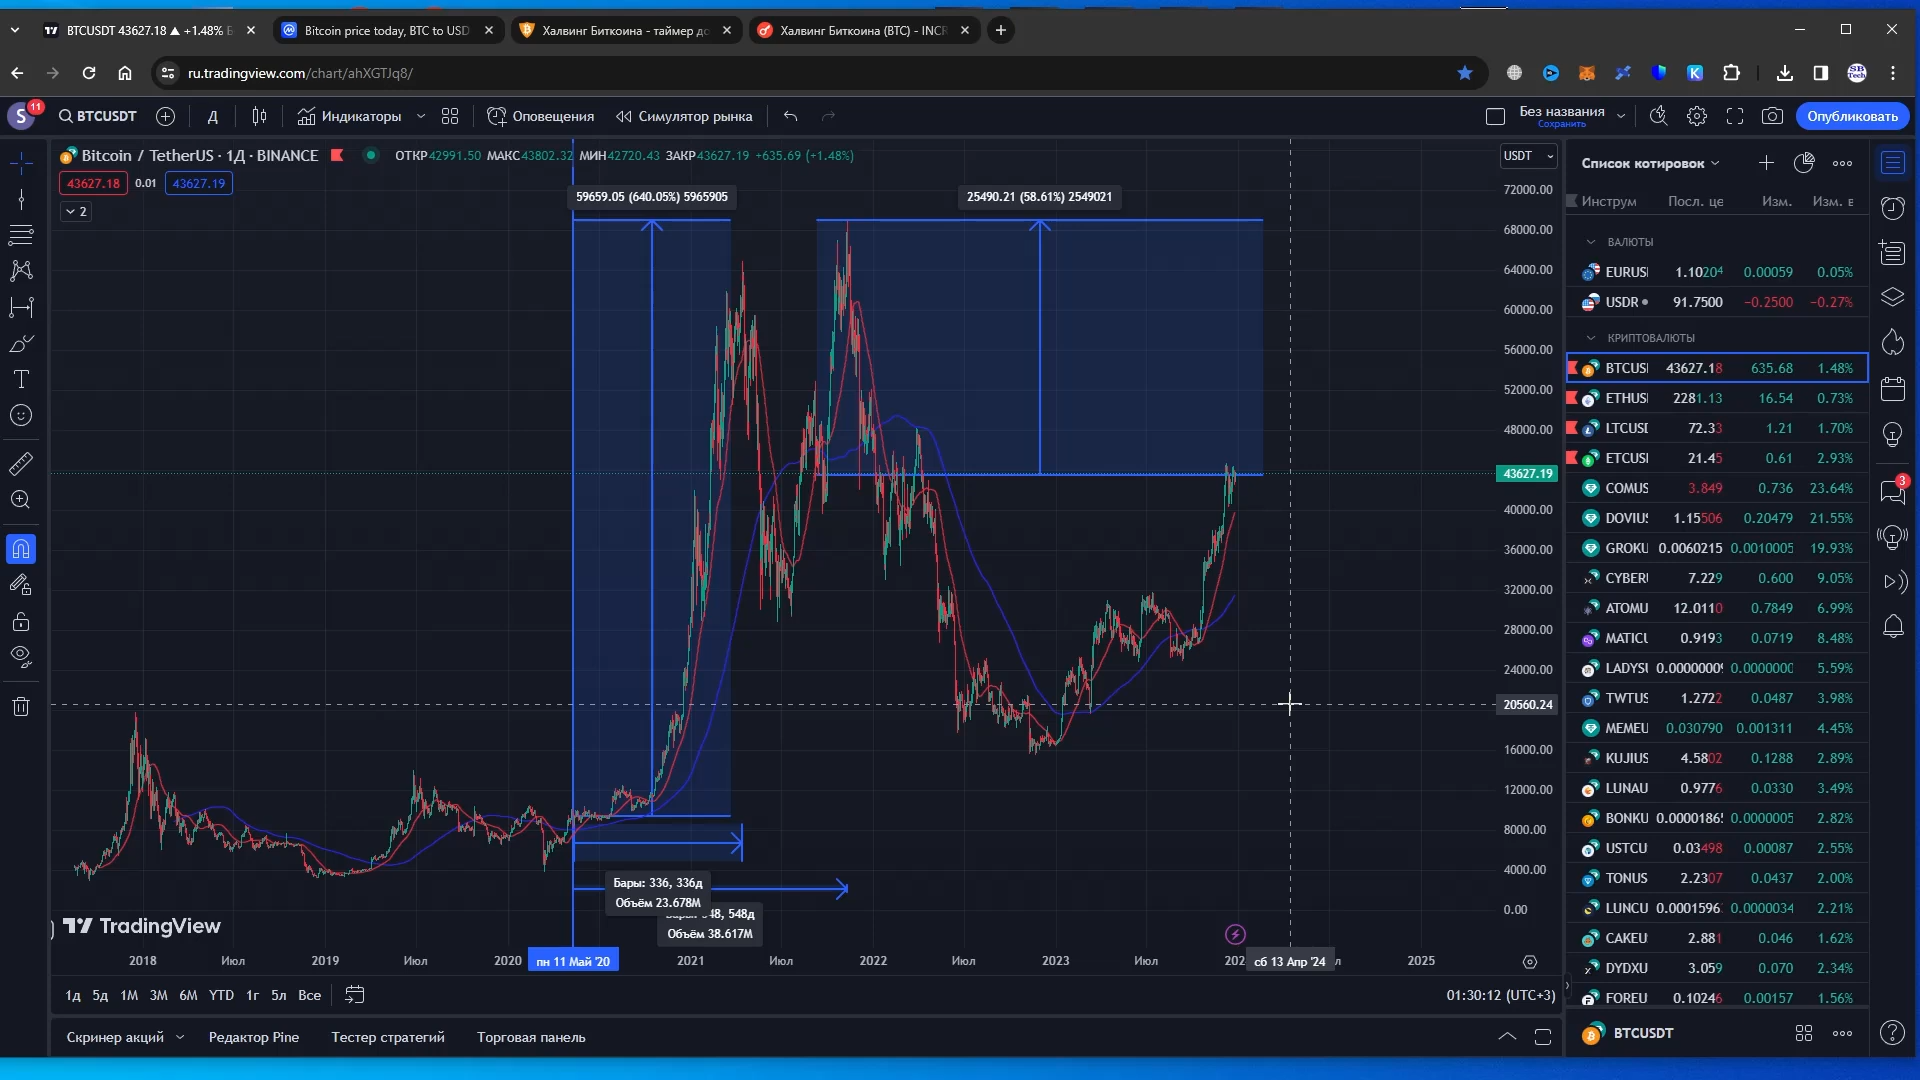 BTCUSDT 43627.18 ▲ +1.48%
Bitcoin price today, BTC to USD
Халвинг Биткоина - таймер до
Халвинг Биткоина (BTC) - INCR
ru.tradingview.com/chart/ahXGTJq8/
SB Tech
S
11
BTCUSDT
Д
Индикаторы
Оповещения
Симулятор рынка
Без названия
Сохранить
Опубликовать
Bitcoin / TetherUS · 1Д · BINANCE
ОТКР42991.50 МАКС43802.32 МИН42720.43 ЗАКР43627.19 +635.69 (+1.48%)
43627.18
0.01
43627.19
2
59659.05 (640.05%) 5965905
25490.21 (58.61%) 2549021
USDT
72000.00
68000.00
64000.00
60000.00
56000.00
52000.00
48000.00
43627.19
40000.00
36000.00
32000.00
28000.00
24000.00
20560.24
16000.00
12000.00
8000.00
4000.00
0.00
Бары: 336, 336д
Объём 23.678M
548д
Объём 38.617M
TradingView
2018
Июл
2019
Июл
2020
пн 11 Май '20
2021
Июл
2022
Июл
2023
Июл
сб 13 Апр '24
2025
1д 5д 1М 3М 6М YTD 1г 5л Все
01:30:12 (UTC+3)
Скринер акций
Редактор Pine
Тестер стратегий
Торговая панель
Список котировок
Инструм Посл. це Изм. Изм. в
ВАЛЮТЫ
EURUSI 1.10204 0.00059 0.05%
USDR 91.7500 −0.2500 −0.27%
КРИПТОВАЛЮТЫ
BTCUSI 43627.18 635.68 1.48%
ETHUSI 2281.13 16.54 0.73%
LTCUSI 72.33 1.21 1.70%
ETCUSI 21.45 0.61 2.93%
COMUS 3.849 0.736 23.64%
DOVIUS 1.15506 0.20479 21.55%
GROKU 0.0060215 0.0010005 19.93%
CYBERU 7.229 0.600 9.05%
ATOMU 12.0110 0.7849 6.99%
MATICU 0.9193 0.0719 8.48%
LADYSU 0.0000000 0.0000000 5.59%
TWTUS 1.2722 0.0487 3.98%
MEMEU 0.030790 0.001311 4.45%
KUJIUS 4.5802 0.1288 2.89%
LUNAU 0.9776 0.0330 3.49%
BONKU 0.0000186 0.0000005 2.82%
USTCU 0.03498 0.00087 2.55%
TONUS 2.2307 0.0437 2.00%
LUNCU 0.0001596 0.0000034 2.21%
CAKEU 2.881 0.046 1.62%
DYDXU 3.059 0.070 2.34%
FOREU 0.10246 0.00157 1.56%
BTCUSDT
3